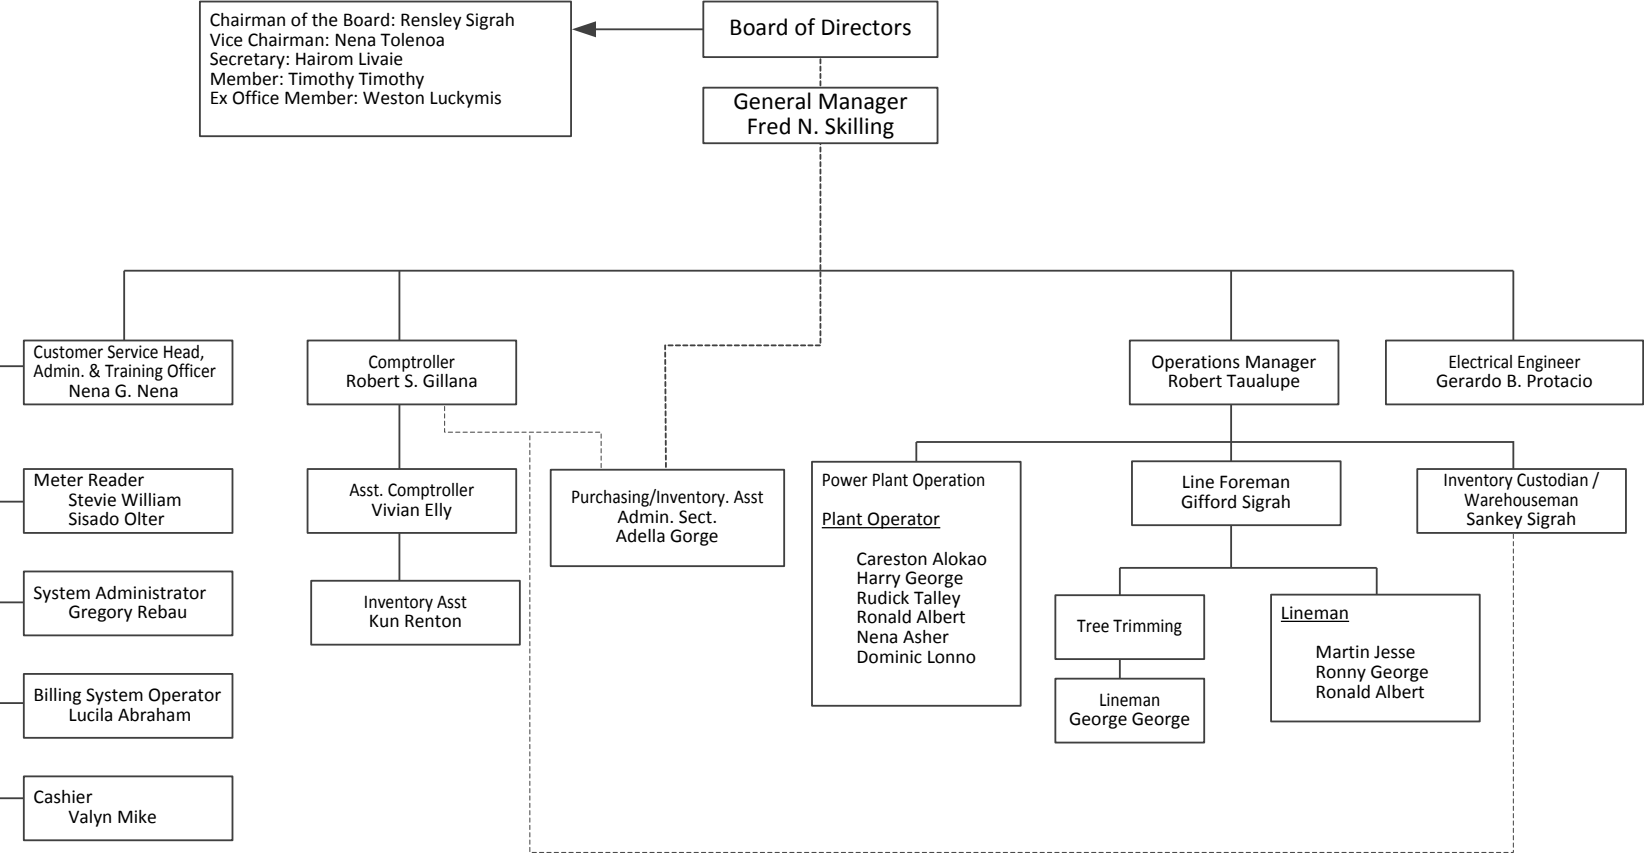 Chairman of the Board: Rensley Sigrah
Vice Chairman: Nena Tolenoa
Secretary: Hairom Livaie
Member: Timothy Timothy
Ex Office Member: Weston Luckymis
Board of Directors
General Manager
Fred N. Skilling
Customer Service Head,
Admin. & Training Officer
Nena G. Nena
Comptroller
Robert S. Gillana
Operations Manager
Robert Taualupe
Electrical Engineer
Gerardo B. Protacio
Meter Reader
Stevie William
Sisado Olter
Asst. Comptroller
Vivian Elly
Purchasing/Inventory. Asst
Admin. Sect.
Adella Gorge
Power Plant Operation
Plant Operator
Careston Alokao
Harry George
Rudick Talley
Ronald Albert
Nena Asher
Dominic Lonno
Line Foreman
Gifford Sigrah
Inventory Custodian /
Warehouseman
Sankey Sigrah
System Administrator
Gregory Rebau
Inventory Asst
Kun Renton
Tree Trimming
Lineman
George George
Lineman
Martin Jesse
Ronny George
Ronald Albert
Billing System Operator
Lucila Abraham
Cashier
Valyn Mike